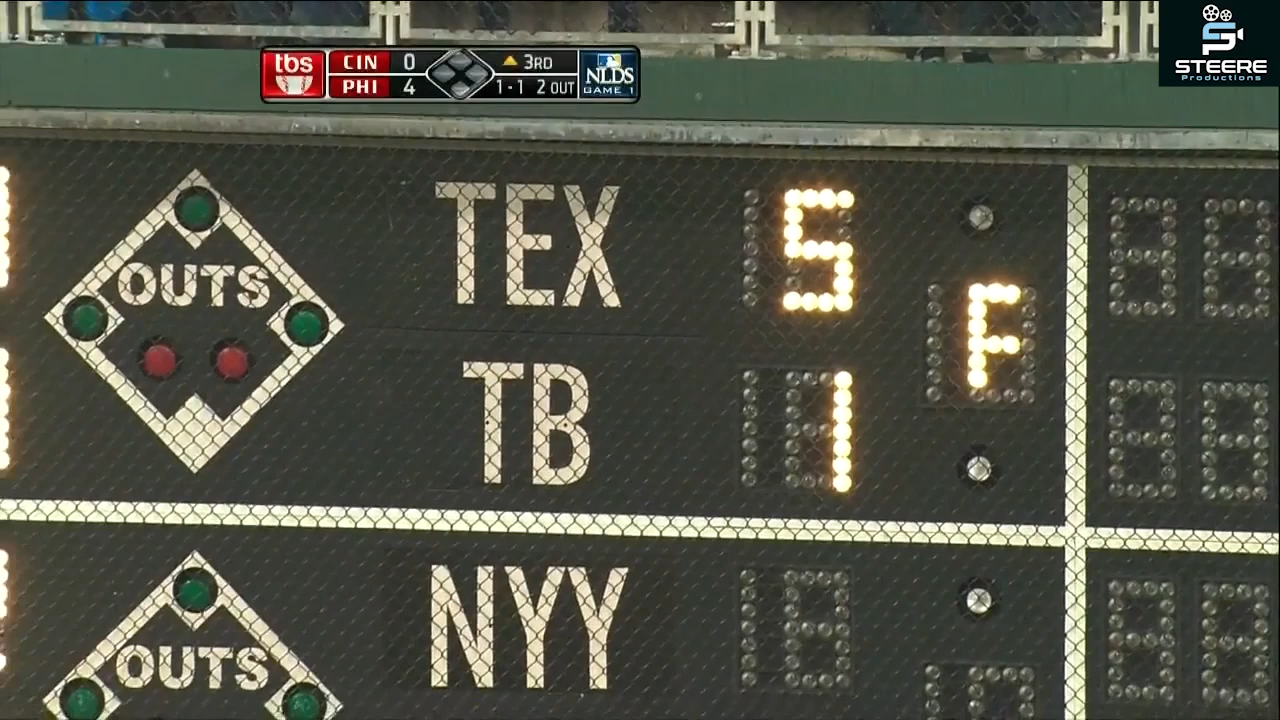 tbs CIN 0 3RD
PHI 4 1-1 2 OUT
NLDS
GAME 1
STEERE
Productions
OUTS TEX 5
F
TB 1
OUTS NYY